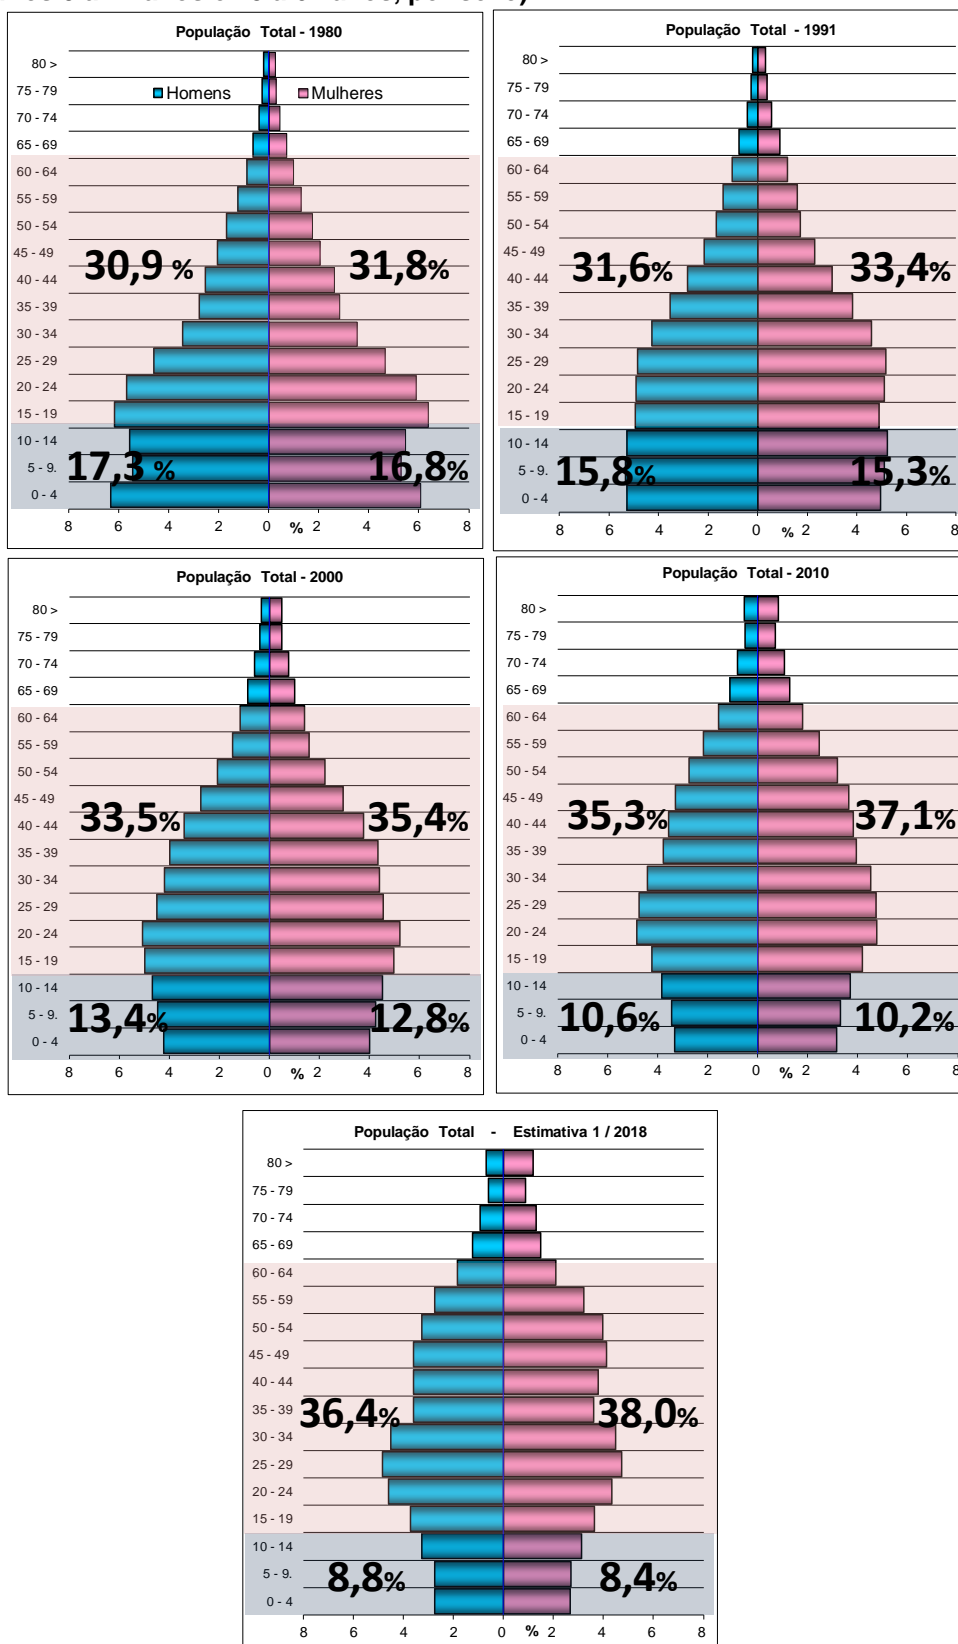 População Total - 1980
80 >
75 - 79
Homens
Mulheres
70 - 74
65 - 69
60 - 64
55 - 59
50 - 54
45 - 49
30,9 %
31,8%
40 - 44
35 - 39
30 - 34
25 - 29
20 - 24
15 - 19
10 - 14
17,3 %
16,8%
5 - 9.
0 - 4
8 6 4 2 0 % 2 4 6 8
População Total - 1991
80 >
75 - 79
70 - 74
65 - 69
60 - 64
55 - 59
50 - 54
45 - 49
31,6%
33,4%
40 - 44
35 - 39
30 - 34
25 - 29
20 - 24
15 - 19
10 - 14
5 - 9.
15,8%
15,3%
0 - 4
8 6 4 2 0 % 2 4 6 8
População Total - 2000
80 >
75 - 79
70 - 74
65 - 69
60 - 64
55 - 59
50 - 54
45 - 49
33,5%
35,4%
40 - 44
35 - 39
30 - 34
25 - 29
20 - 24
15 - 19
10 - 14
5 - 9.
13,4%
12,8%
0 - 4
8 6 4 2 0 % 2 4 6 8
População Total - 2010
80 >
75 - 79
70 - 74
65 - 69
60 - 64
55 - 59
50 - 54
45 - 49
35,3%
37,1%
40 - 44
35 - 39
30 - 34
25 - 29
20 - 24
15 - 19
10 - 14
5 - 9.
10,6%
10,2%
0 - 4
8 6 4 2 0 % 2 4 6 8
População Total - Estimativa 1 / 2018
80 >
75 - 79
70 - 74
65 - 69
60 - 64
55 - 59
50 - 54
45 - 49
40 - 44
35 - 39
36,4%
38,0%
30 - 34
25 - 29
20 - 24
15 - 19
10 - 14
5 - 9.
8,8%
8,4%
0 - 4
8 6 4 2 0 % 2 4 6 8